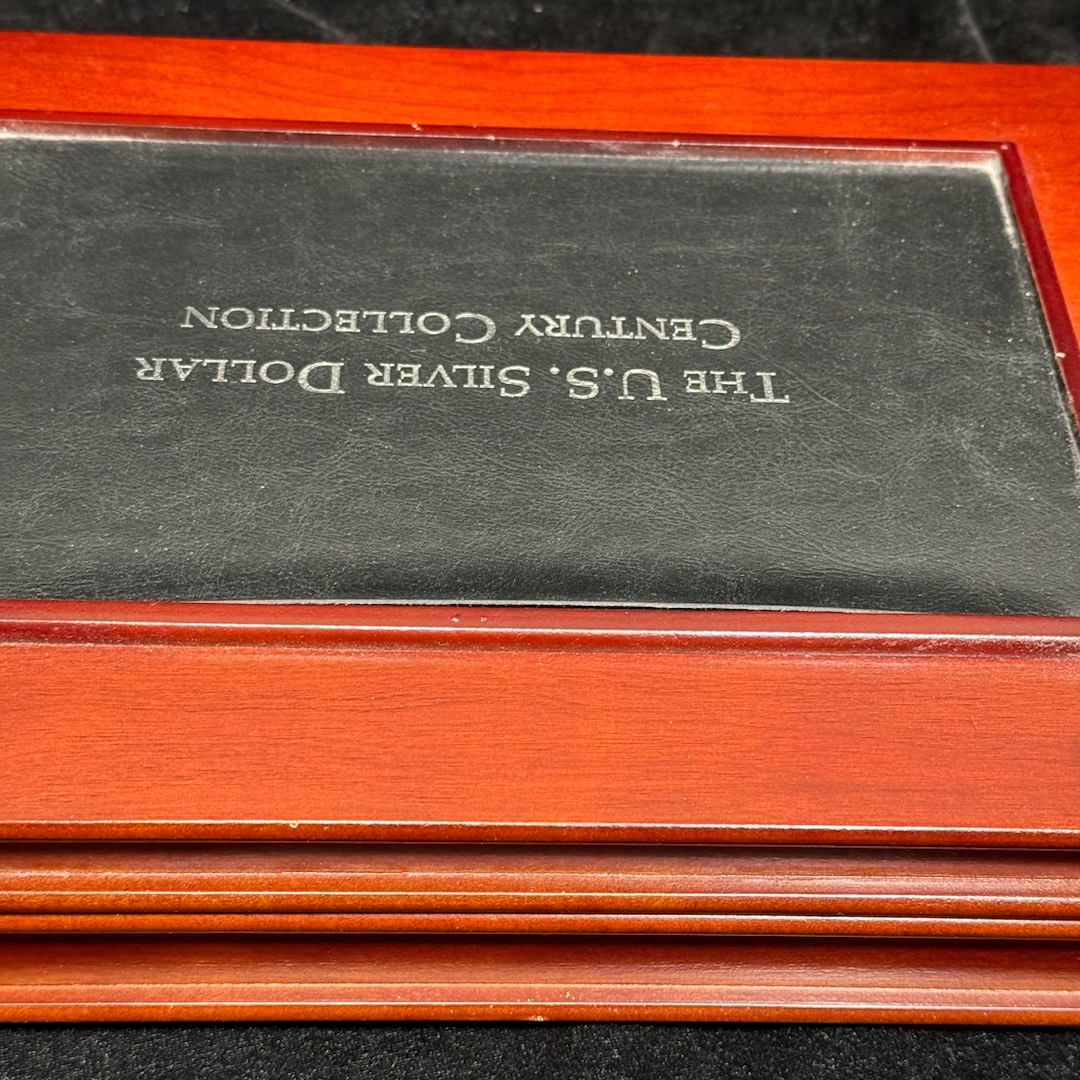 The U.S. Silver Dollar
Century Collection